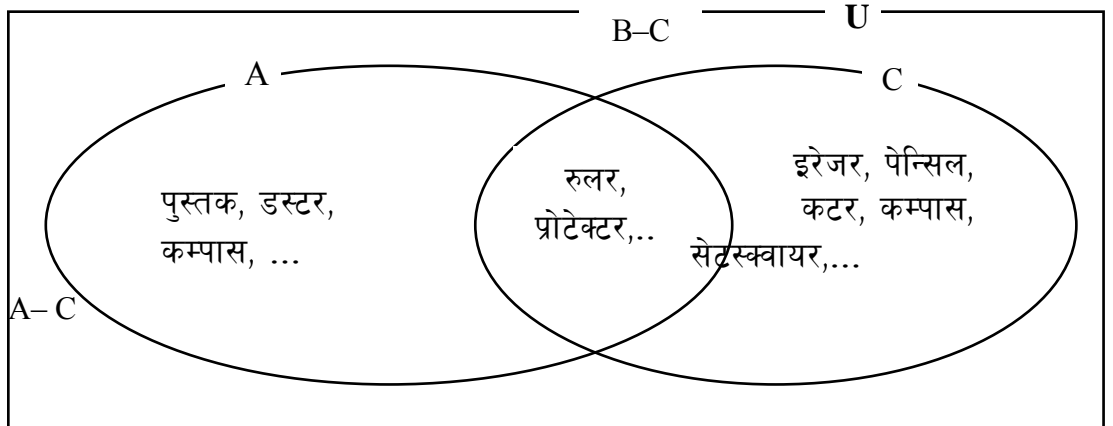 U
B–C
A
C
इरेजर, पेन्सिल,
रुलर,
पुस्तक, डस्टर,
कटर, कम्पास,
प्रोटेक्टर,..
कम्पास, ...
सेटस्क्वायर,...
A– C